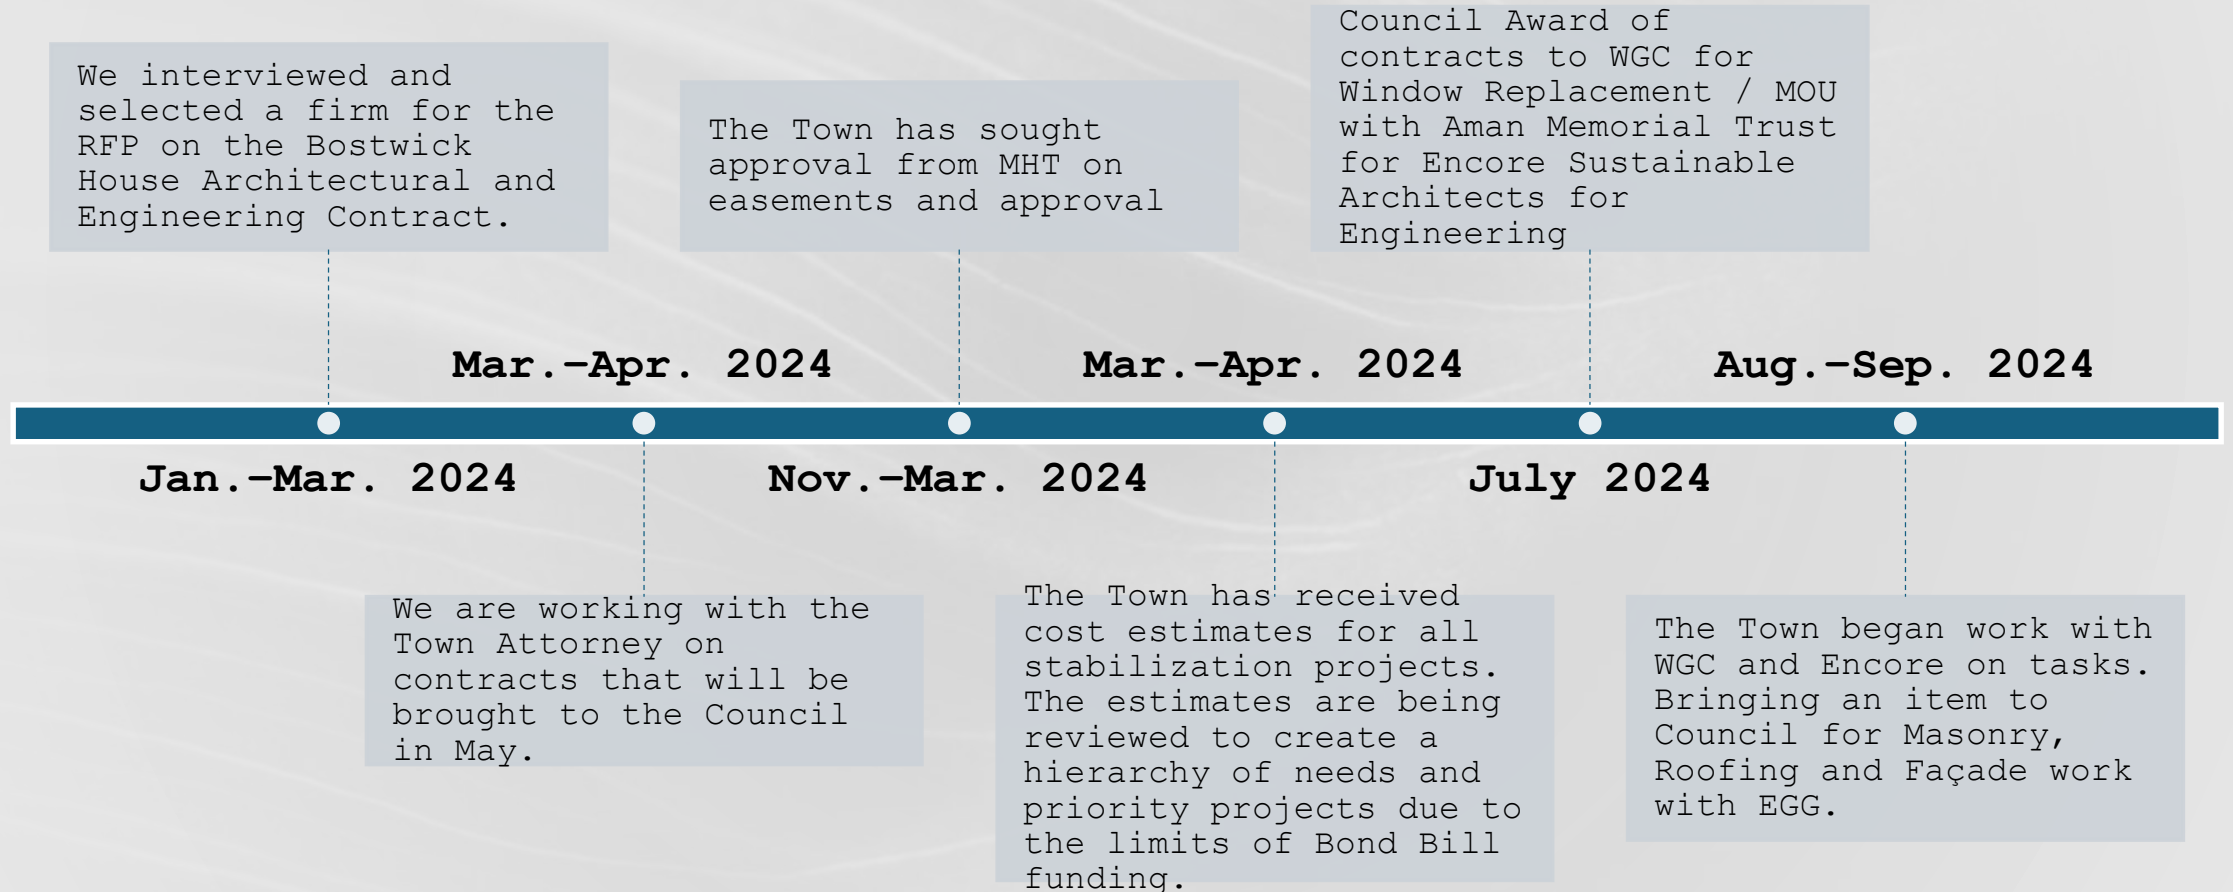 We interviewed and
selected a firm for the
RFP on the Bostwick
House Architectural and
Engineering Contract.
Jan.–Mar. 2024
Mar.–Apr. 2024
We are working with the
Town Attorney on
contracts that will be
brought to the Council
in May.
The Town has sought
approval from MHT on
easements and approval
Nov.–Mar. 2024
Mar.–Apr. 2024
The Town has received
cost estimates for all
stabilization projects.
The estimates are being
reviewed to create a
hierarchy of needs and
priority projects due to
the limits of Bond Bill
funding.
Council Award of
contracts to WGC for
Window Replacement / MOU
with Aman Memorial Trust
for Encore Sustainable
Architects for
Engineering
July 2024
Aug.–Sep. 2024
The Town began work with
WGC and Encore on tasks.
Bringing an item to
Council for Masonry,
Roofing and Façade work
with EGG.